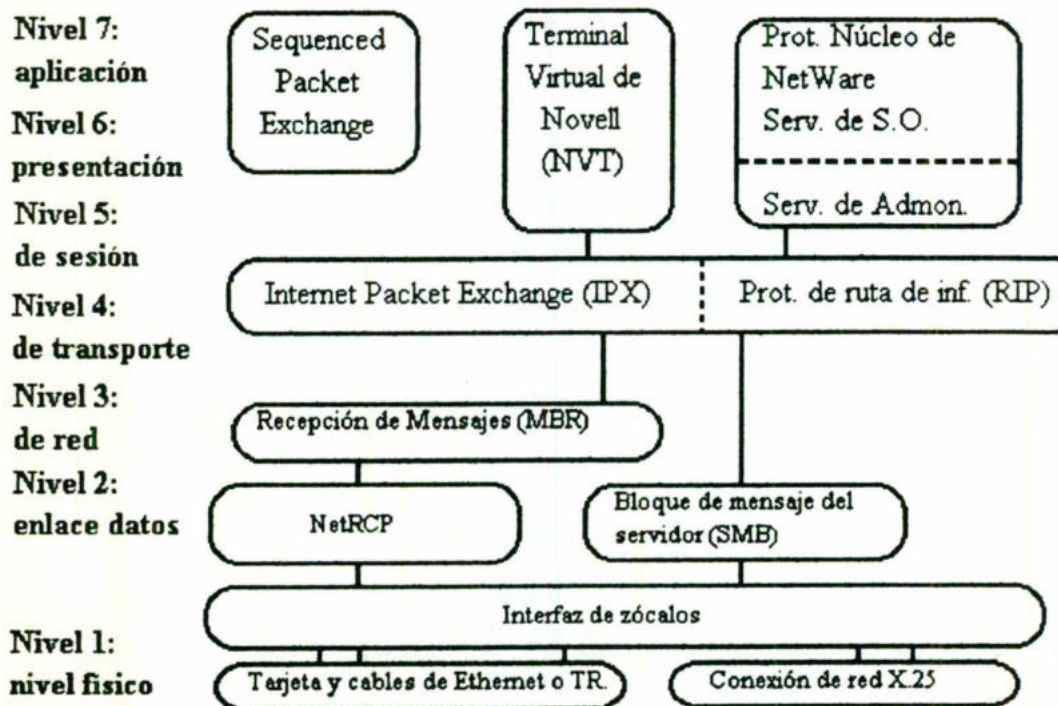 Nivel 7:
aplicación
Nivel 6:
presentación
Nivel 5:
de sesión
Nivel 4:
de transporte
Nivel 3:
de red
Nivel 2:
enlace datos
Nivel 1:
nivel fisico
Sequenced
Packet
Exchange
Terminal
Virtual de
Novell
(NVT)
Prot. Núcleo de
NetWare
Serv. de S.O.
Serv. de Admon.
Internet Packet Exchange (IPX)
Prot. de ruta de inf. (RIP)
Recepción de Mensajes (MBR)
NetRCP
Bloque de mensaje del
servidor (SMB)
Interfaz de zócalos
Tarjeta y cables de Ethernet o TR.
Conexión de red X.25